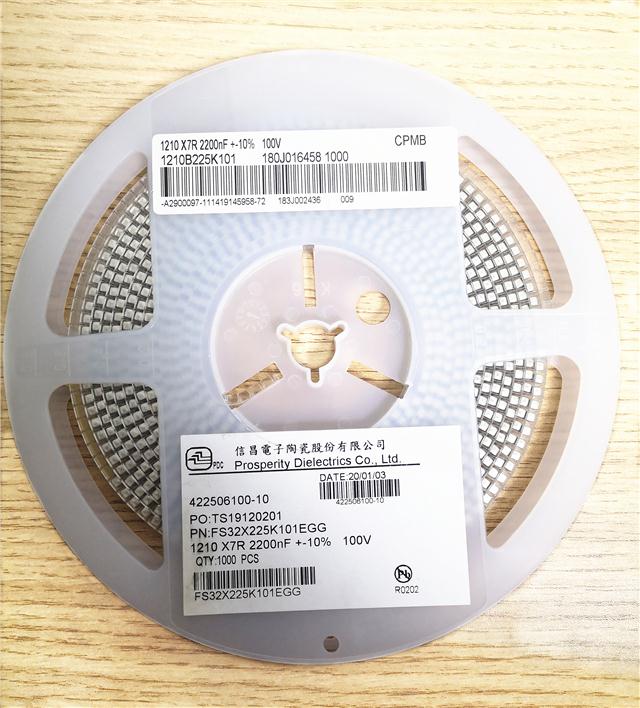 1210 X7R 2200nF +-10% 100V CPMB
1210B225K101 180J016458 1000
-A2900097-111419145958-72 183J002436 009
PDC
信昌電子陶瓷股份有限公司
Prosperity Dielectrics Co., Ltd.
DATE:20/01/03
422506100-10
422506100-10
PO:TS19120201
PN:FS32X225K101EGG
1210 X7R 2200nF +-10% 100V
QTY:1000 PCS
FS32X225K101EGG
Pb
R0202